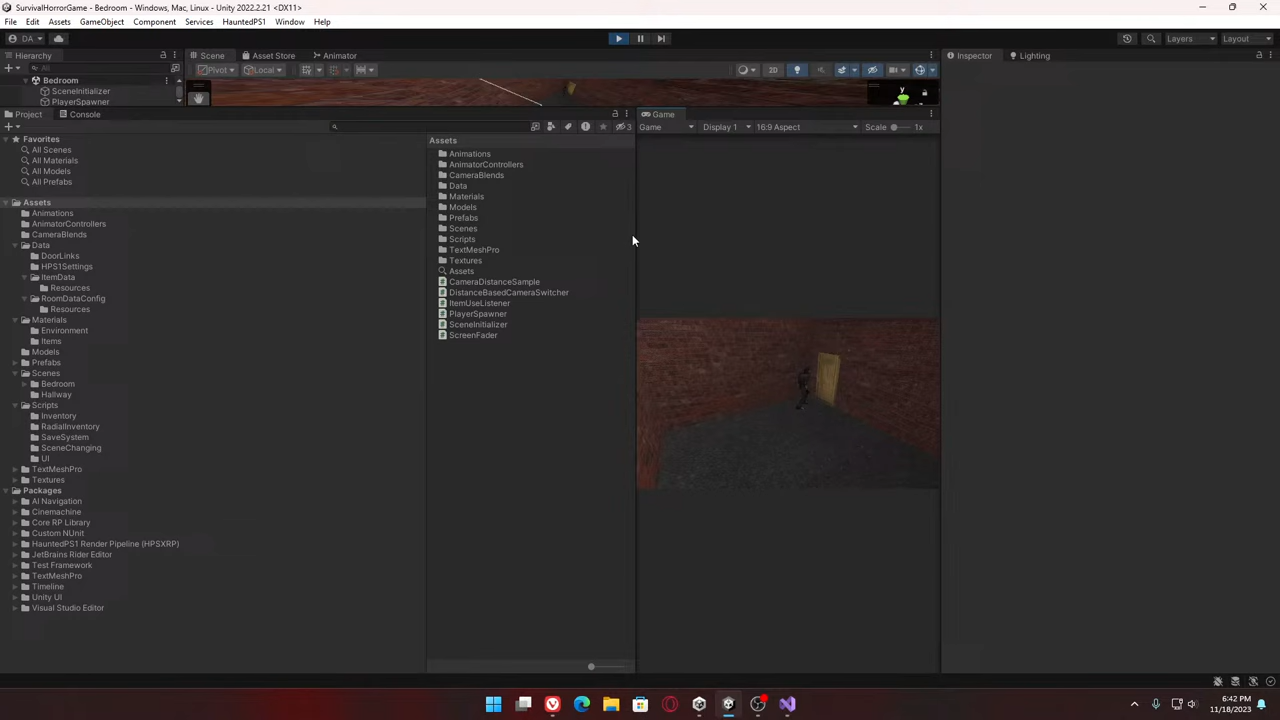 SurvivalHorrorGame - Bedroom - Windows, Mac, Linux - Unity 2022.2.21 <DX11>
File Edit Assets GameObject Component Services HauntedPS1 Window Help
DA Layers Layout
Hierarchy Scene Asset Store Animator Inspector Lighting
All Pivot Local 2D
Bedroom
SceneInitializer
PlayerSpawner
y
Project Console Game
3 Game Display 1 16:9 Aspect Scale 1x
Favorites
All Scenes
All Materials
All Models
All Prefabs
Assets
Animations
AnimatorControllers
CameraBlends
Data
DoorLinks
HPS1Settings
ItemData
Resources
RoomDataConfig
Resources
Materials
Environment
Items
Models
Prefabs
Scenes
Bedroom
Hallway
Scripts
Inventory
RadialInventory
SaveSystem
SceneChanging
UI
TextMeshPro
Textures
Packages
AI Navigation
Cinemachine
Core RP Library
Custom NUnit
HauntedPS1 Render Pipeline (HPSXRP)
JetBrains Rider Editor
Test Framework
TextMeshPro
Timeline
Unity UI
Visual Studio Editor
Assets
Animations
AnimatorControllers
CameraBlends
Data
Materials
Models
Prefabs
Scenes
Scripts
TextMeshPro
Textures
Assets
CameraDistanceSample
DistanceBasedCameraSwitcher
ItemUseListener
PlayerSpawner
SceneInitializer
ScreenFader
6:42 PM
11/18/2023